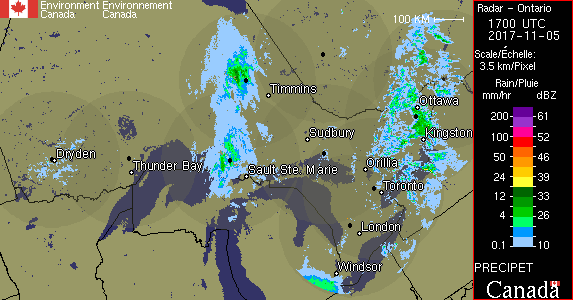 Environment Environnement
Canada Canada
100 KM
Timmins
Ottawa
Sudbury
Kingston
Dryden
Thunder Bay
Sault Ste. Marie
Orillia
Toronto
London
Windsor
Radar - Ontario
1700 UTC
2017-11-05
Scale/Échelle:
3.5 km/Pixel
Rain/Pluie
mm/hr dBZ
200 61
100 52
50 46
24 39
12 33
4 26
0.1 10
PRECIPET
Canada